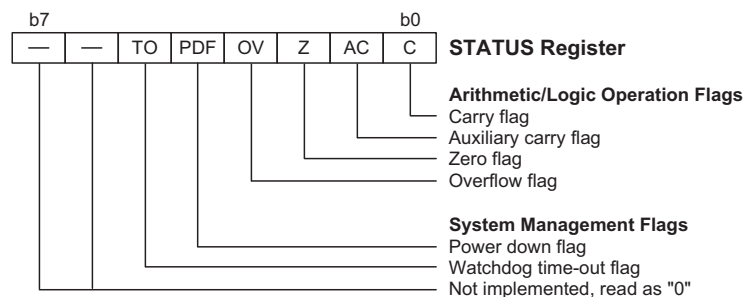 b7 b0
— — TO PDF OV Z AC C STATUS Register
Arithmetic/Logic Operation Flags
Carry flag
Auxiliary carry flag
Zero flag
Overflow flag
System Management Flags
Power down flag
Watchdog time-out flag
Not implemented, read as "0"